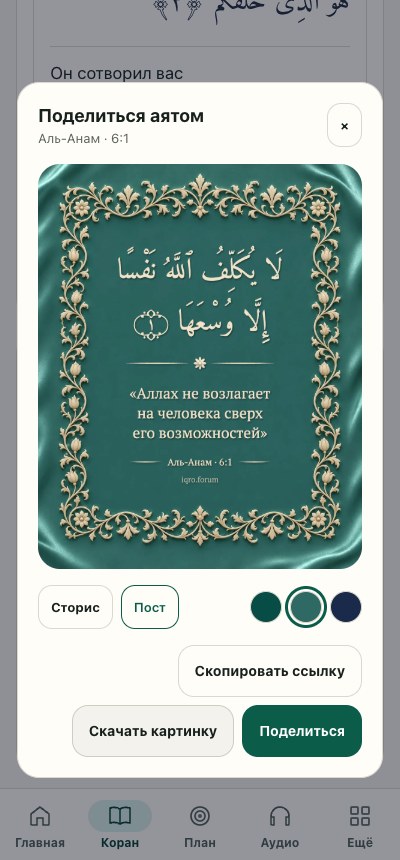 هُوَ الَّذِى خَلَقَكُم ﴿٢﴾
Он сотворил вас
Поделиться аятом
Аль-Анам · 6:1
×
لَا يُكَلِّفُ ٱللَّهُ نَفْسًا
إِلَّا وُسْعَهَا ﴿١﴾
«Аллах не возлагает
на человека сверх
его возможностей»
Аль-Анам · 6:1
iqro.forum
Сторис
Пост
Скопировать ссылку
Скачать картинку
Поделиться
Главная
Коран
План
Аудио
Ещё